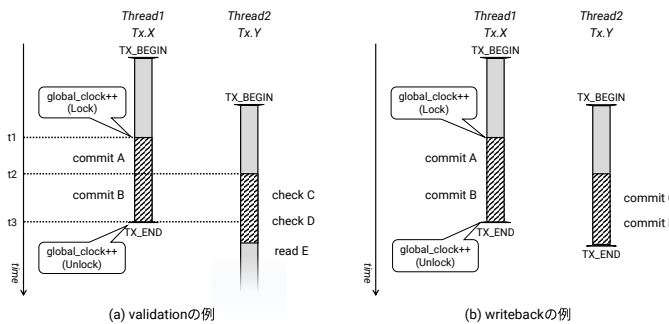 Thread1
Tx.X
Thread2
Tx.Y
TX_BEGIN
TX_BEGIN
global_clock++
(Lock)
t1
commit A
t2
commit B
check C
t3
check D
TX_END
read E
global_clock++
(Unlock)
time
(a) validationの例
Thread1
Tx.X
Thread2
Tx.Y
TX_BEGIN
TX_BEGIN
global_clock++
(Lock)
commit A
commit B
commit
commit
TX_END
TX_END
global_clock++
(Unlock)
time
(b) writebackの例